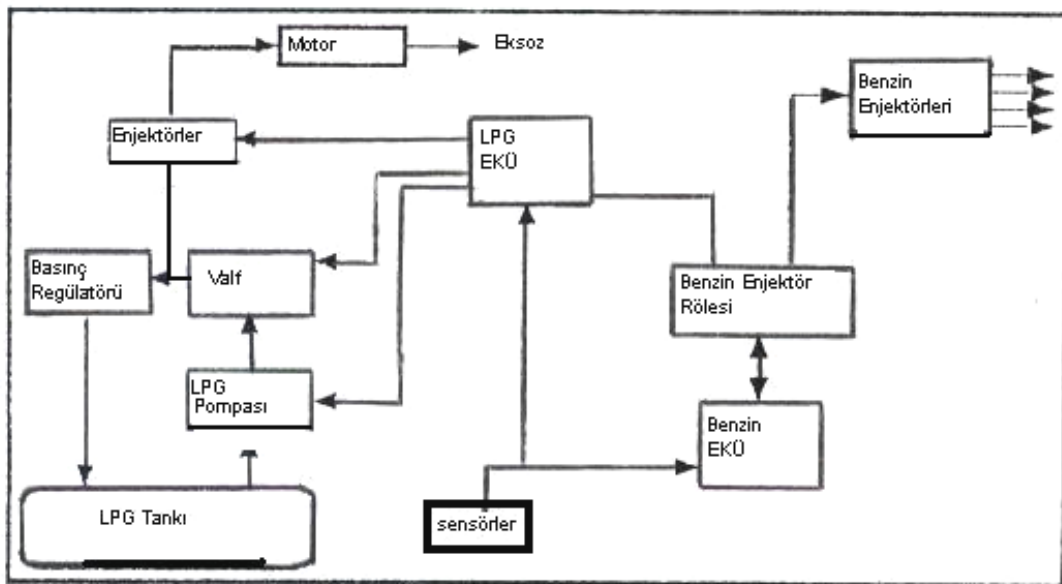 Motor
Eksoz
Benzin
Enjektörleri
Enjektörler
LPG
EKÜ
Basınç
Regülatörü
Valf
Benzin Enjektör
Rölesi
LPG
Pompası
Benzin
EKÜ
LPG Tankı
sensörler